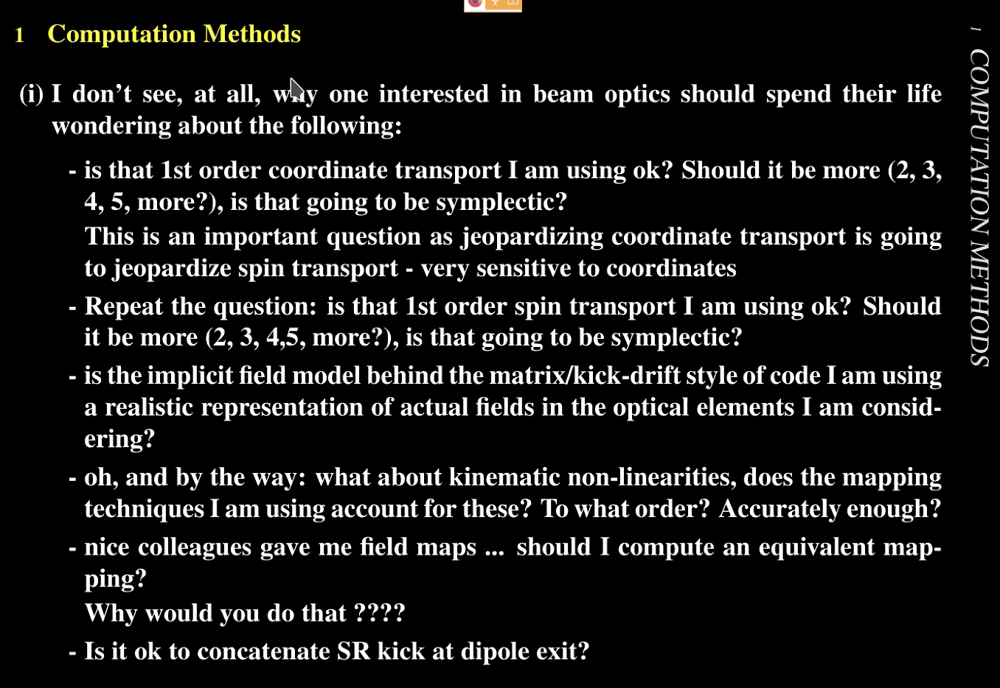 1 Computation Methods
(i) I don't see, at all, why one interested in beam optics should spend their life
wondering about the following:
- is that 1st order coordinate transport I am using ok? Should it be more (2, 3,
4, 5, more?), is that going to be symplectic?
This is an important question as jeopardizing coordinate transport is going
to jeopardize spin transport - very sensitive to coordinates
- Repeat the question: is that 1st order spin transport I am using ok? Should
it be more (2, 3, 4,5, more?), is that going to be symplectic?
- is the implicit field model behind the matrix/kick-drift style of code I am using
a realistic representation of actual fields in the optical elements I am consid-
ering?
- oh, and by the way: what about kinematic non-linearities, does the mapping
techniques I am using account for these? To what order? Accurately enough?
- nice colleagues gave me field maps ... should I compute an equivalent map-
ping?
Why would you do that ????
- Is it ok to concatenate SR kick at dipole exit?
1 COMPUTATION METHODS